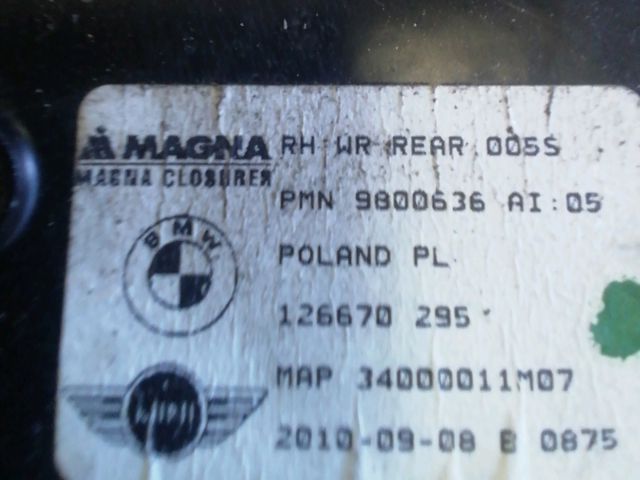 MAGNA
MAGNA CLOSURES
RH WR REAR 005S
PMN 9800636 AI:05
BMW
POLAND PL
126670 295
MAP 34000011M07
MINI
2010-09-08 B 0875